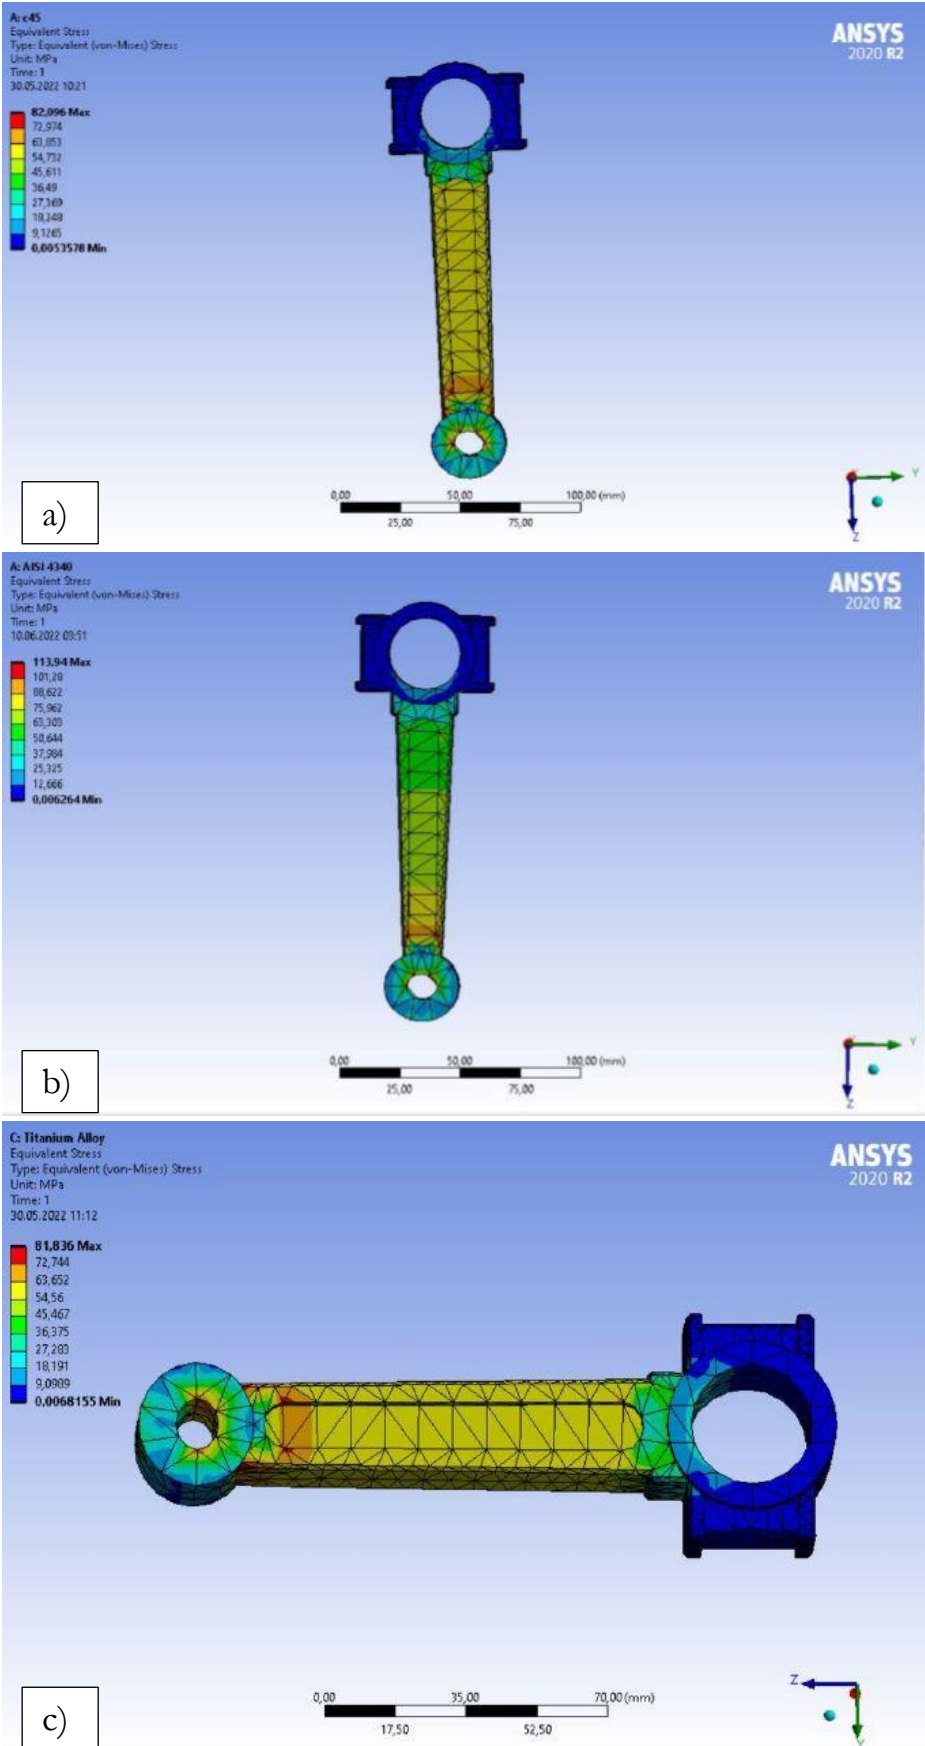 A: c45
Equivalent Stress
Type: Equivalent (von-Mises) Stress
Unit: MPa
Time: 1
30.05.2022 10:21
ANSYS
2020 R2
82,096 Max
72,974
63,853
54,732
45,611
36,49
27,369
18,248
9,1265
0,0053578 Min
0,00 50,00 100,00 (mm)
25,00 75,00
Y
Z
a)
A: AISI 4340
Equivalent Stress
Type: Equivalent (von-Mises) Stress
Unit: MPa
Time: 1
10.06.2022 03:51
ANSYS
2020 R2
113,94 Max
101,28
88,622
75,962
63,303
50,644
37,984
25,325
12,666
0,006264 Min
0,00 50,00 100,00 (mm)
25,00 75,00
Y
Z
b)
C: Titanium Alloy
Equivalent Stress
Type: Equivalent (von-Mises) Stress
Unit: MPa
Time: 1
30.05.2022 11:12
ANSYS
2020 R2
81,836 Max
72,744
63,652
54,56
45,467
36,375
27,283
18,191
9,0989
0,0068155 Min
0,00 35,00 70,00 (mm)
17,50 52,50
Z
Y
c)